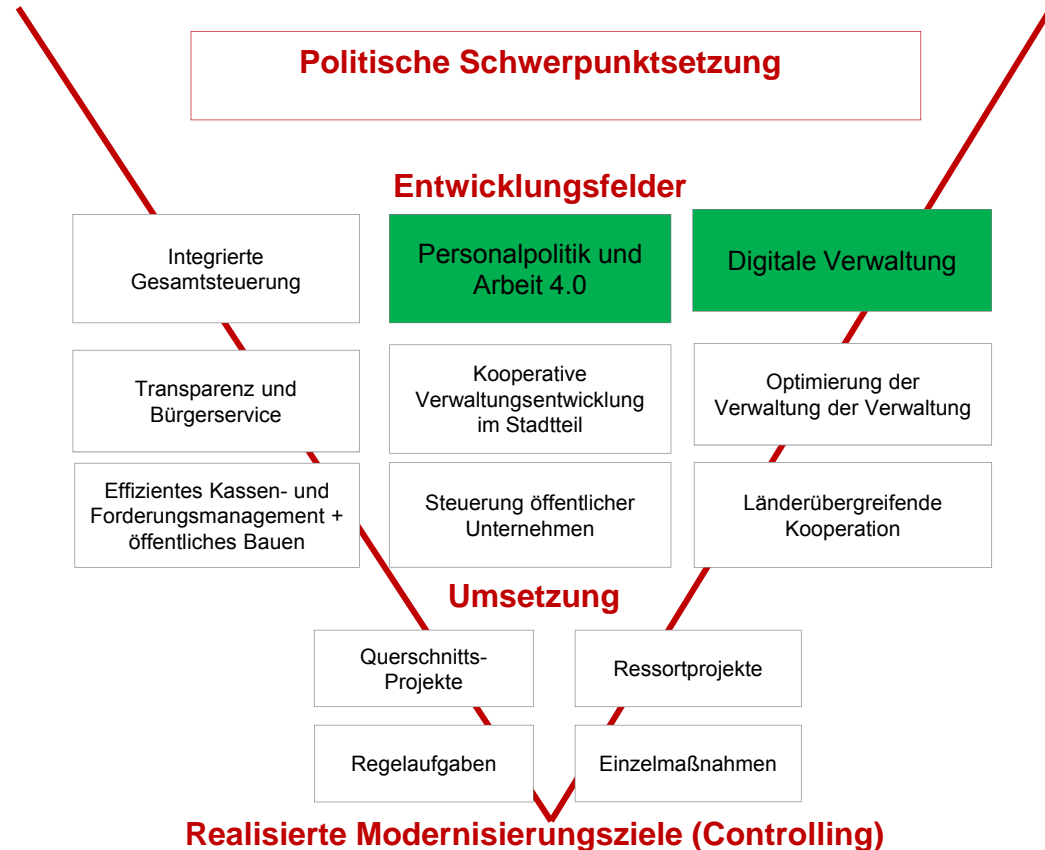 Politische Schwerpunktsetzung
Entwicklungsfelder
Integrierte
Gesamtsteuerung
Personalpolitik und
Arbeit 4.0
Digitale Verwaltung
Transparenz und
Bürgerservice
Kooperative
Verwaltungsentwicklung
im Stadtteil
Optimierung der
Verwaltung der Verwaltung
Effizientes Kassen- und
Forderungsmanagement +
öffentliches Bauen
Steuerung öffentlicher
Unternehmen
Länderübergreifende
Kooperation
Umsetzung
Querschnitts-
Projekte
Ressortprojekte
Regelaufgaben
Einzelmaßnahmen
Realisierte Modernisierungsziele (Controlling)